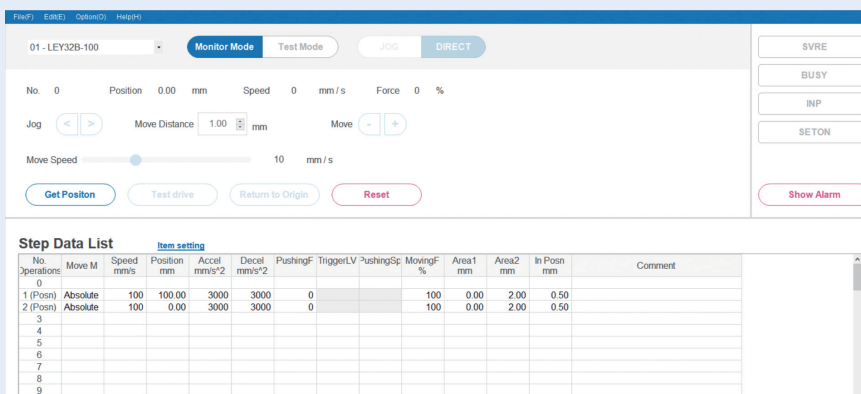 File(F) Edit(E) Option(O) Help(H)
01 - LEY32B-100 Monitor Mode Test Mode JOG DIRECT SVRE
BUSY
No. 0 Position 0.00 mm Speed 0 mm / s Force 0 %
INP
Jog < > Move Distance 1.00 mm Move - +
SETON
Move Speed 10 mm / s
Get Positon Test drive Return to Origin Reset Show Alarm
Step Data List Item setting
No. Move M Speed Position Accel Decel PushingF TriggerLV PushingSp MovingF Area1 Area2 In Posn Comment
Operations mm/s mm mm/s^2 mm/s^2 % mm mm mm
0
1 (Posn) Absolute 100 100.00 3000 3000 0 100 0.00 2.00 0.50
2 (Posn) Absolute 100 0.00 3000 3000 0 100 0.00 2.00 0.50
3
4
5
6
7
8
9